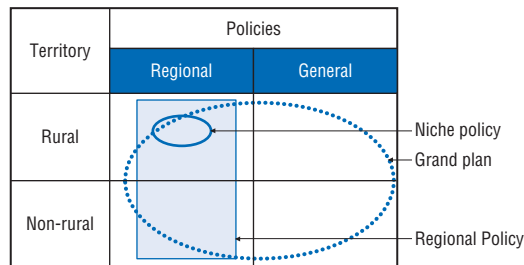 Territory
Policies
Regional
General
Rural
Niche policy
Grand plan
Non-rural
Regional Policy